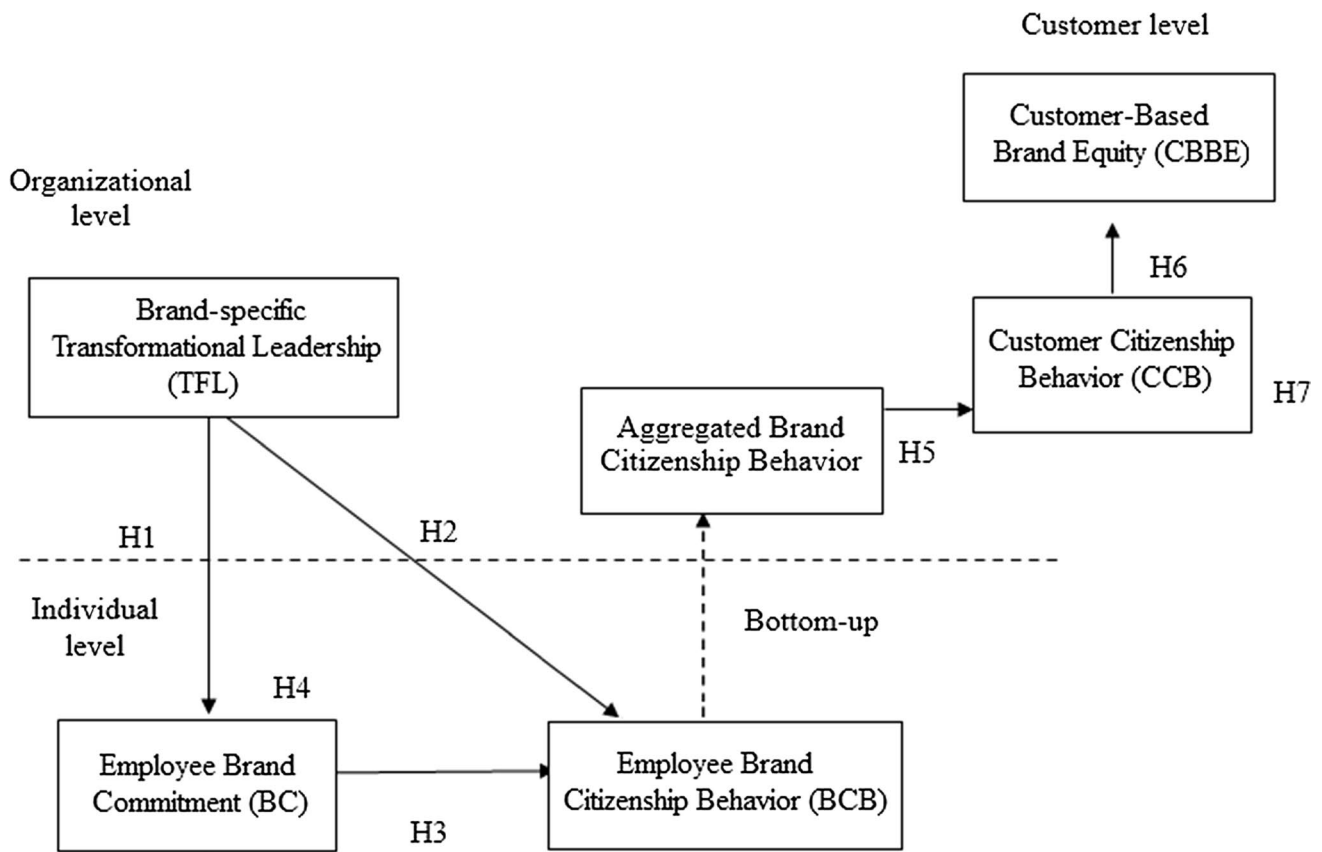 Customer level
Customer-Based
Brand Equity (CBBE)
Organizational
level
H6
Brand-specific
Transformational Leadership
(TFL)
Customer Citizenship
Behavior (CCB)
H7
Aggregated Brand
Citizenship Behavior
H5
H1
H2
Individual
level
Bottom-up
H4
Employee Brand
Commitment (BC)
Employee Brand
Citizenship Behavior (BCB)
H3